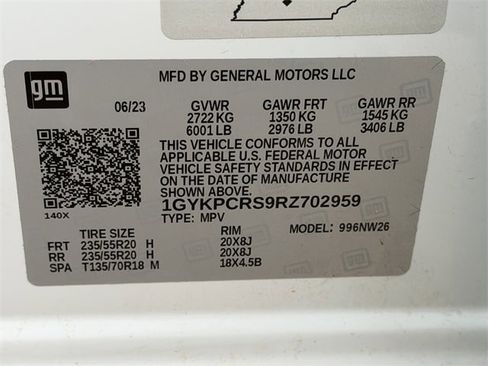 gm
MFD BY GENERAL MOTORS LLC
06/23 GVWR GAWR FRT GAWR RR
2722 KG 1350 KG 1545 KG
6001 LB 2976 LB 3406 LB
THIS VEHICLE CONFORMS TO ALL
APPLICABLE U.S. FEDERAL MOTOR
VEHICLE SAFETY STANDARDS IN EFFECT
ON THE DATE OF MANUFACTURE
SHOWN ABOVE.
140X 1GYKPCRS9RZ702959
TYPE: MPV MODEL: 996NW26
TIRE SIZE RIM
FRT 235/55R20 H 20X8J
RR 235/55R20 H 20X8J
SPA T135/70R18 M 18X4.5B